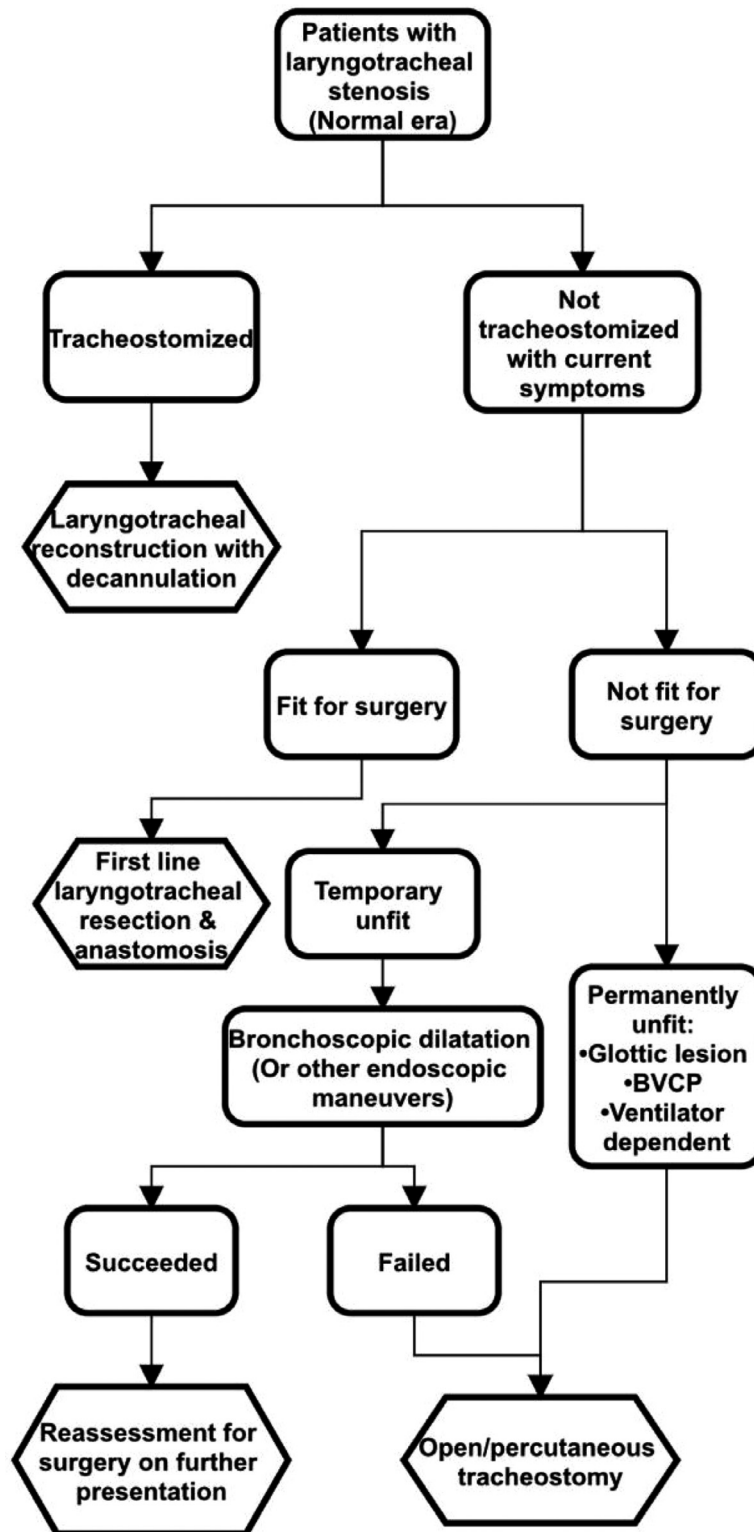 Patients with
laryngotracheal
stenosis
(Normal era)
Tracheostomized
Not
tracheostomized
with current
symptoms
Laryngotracheal
reconstruction with
decannulation
Fit for surgery
Not fit for
surgery
First line
laryngotracheal
resection &
anastomosis
Temporary
unfit
Permanently
unfit:
•Glottic lesion
•BVCP
•Ventilator
dependent
Bronchoscopic dilatation
(Or other endoscopic
maneuvers)
Succeeded
Failed
Reassessment for
surgery on further
presentation
Open/percutaneous
tracheostomy